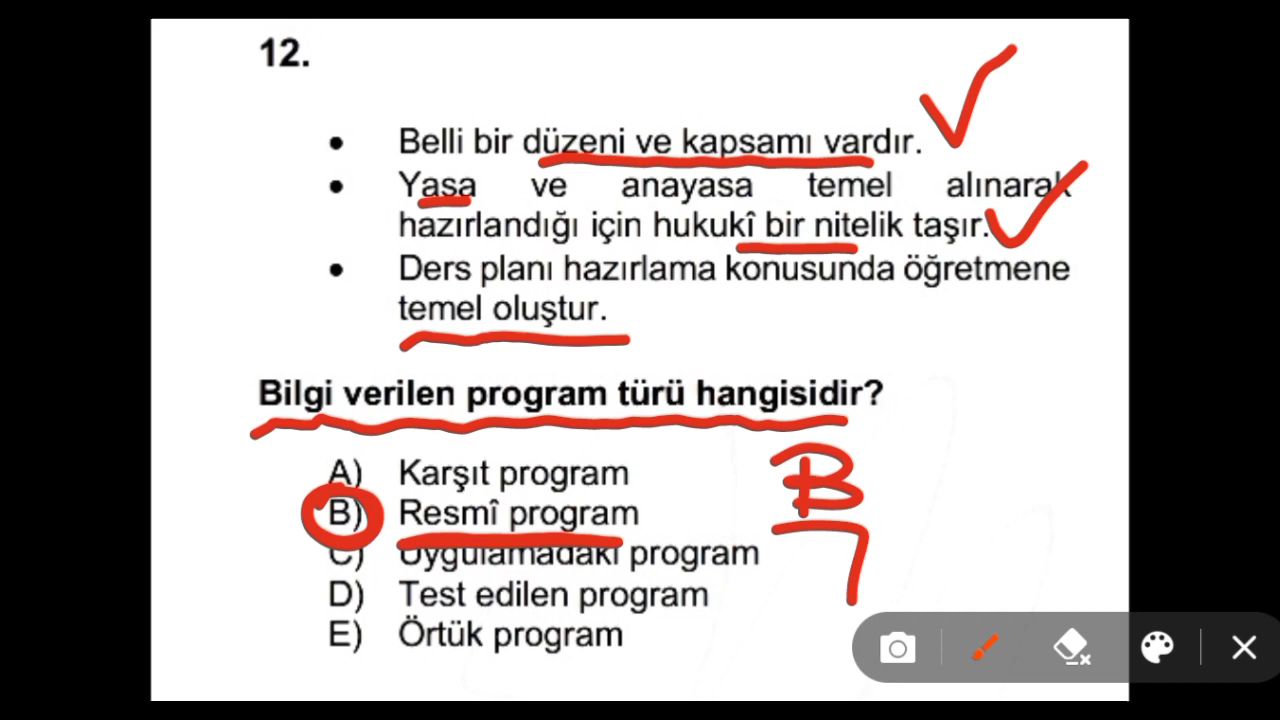 12.
• Belli bir düzeni ve kapsamı vardır.
• Yasa ve anayasa temel alınarak
hazırlandığı için hukukî bir nitelik taşır.
• Ders planı hazırlama konusunda öğretmene
temel oluştur.
Bilgi verilen program türü hangisidir?
A) Karşıt program
B) Resmî program
B
C) Uygulamadaki program
D) Test edilen program
E) Örtük program